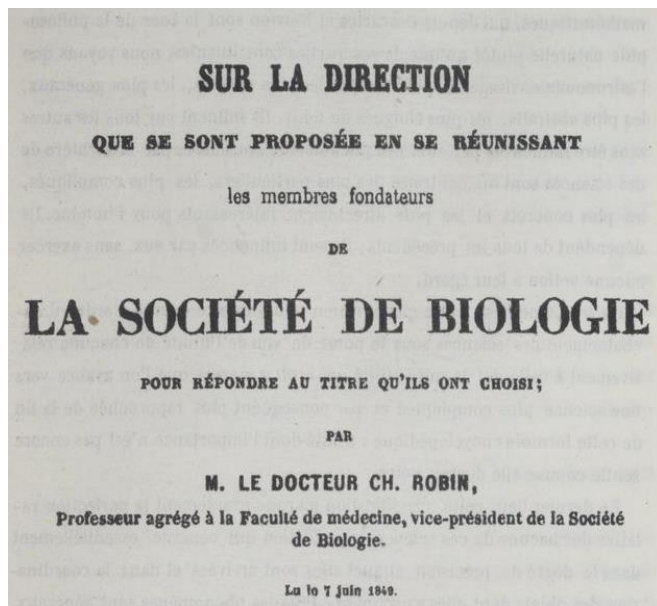 SUR LA DIRECTION
QUE SE SONT PROPOSÉE EN SE RÉUNISSANT
les membres fondateurs
DE
LA SOCIÉTÉ DE BIOLOGIE
POUR RÉPONDRE AU TITRE QU'ILS ONT CHOISI;
PAR
M. LE DOCTEUR CH. ROBIN,
Professeur agrégé à la Faculté de médecine, vice-président de la Société
de Biologie.
Lu le 7 juin 1849.